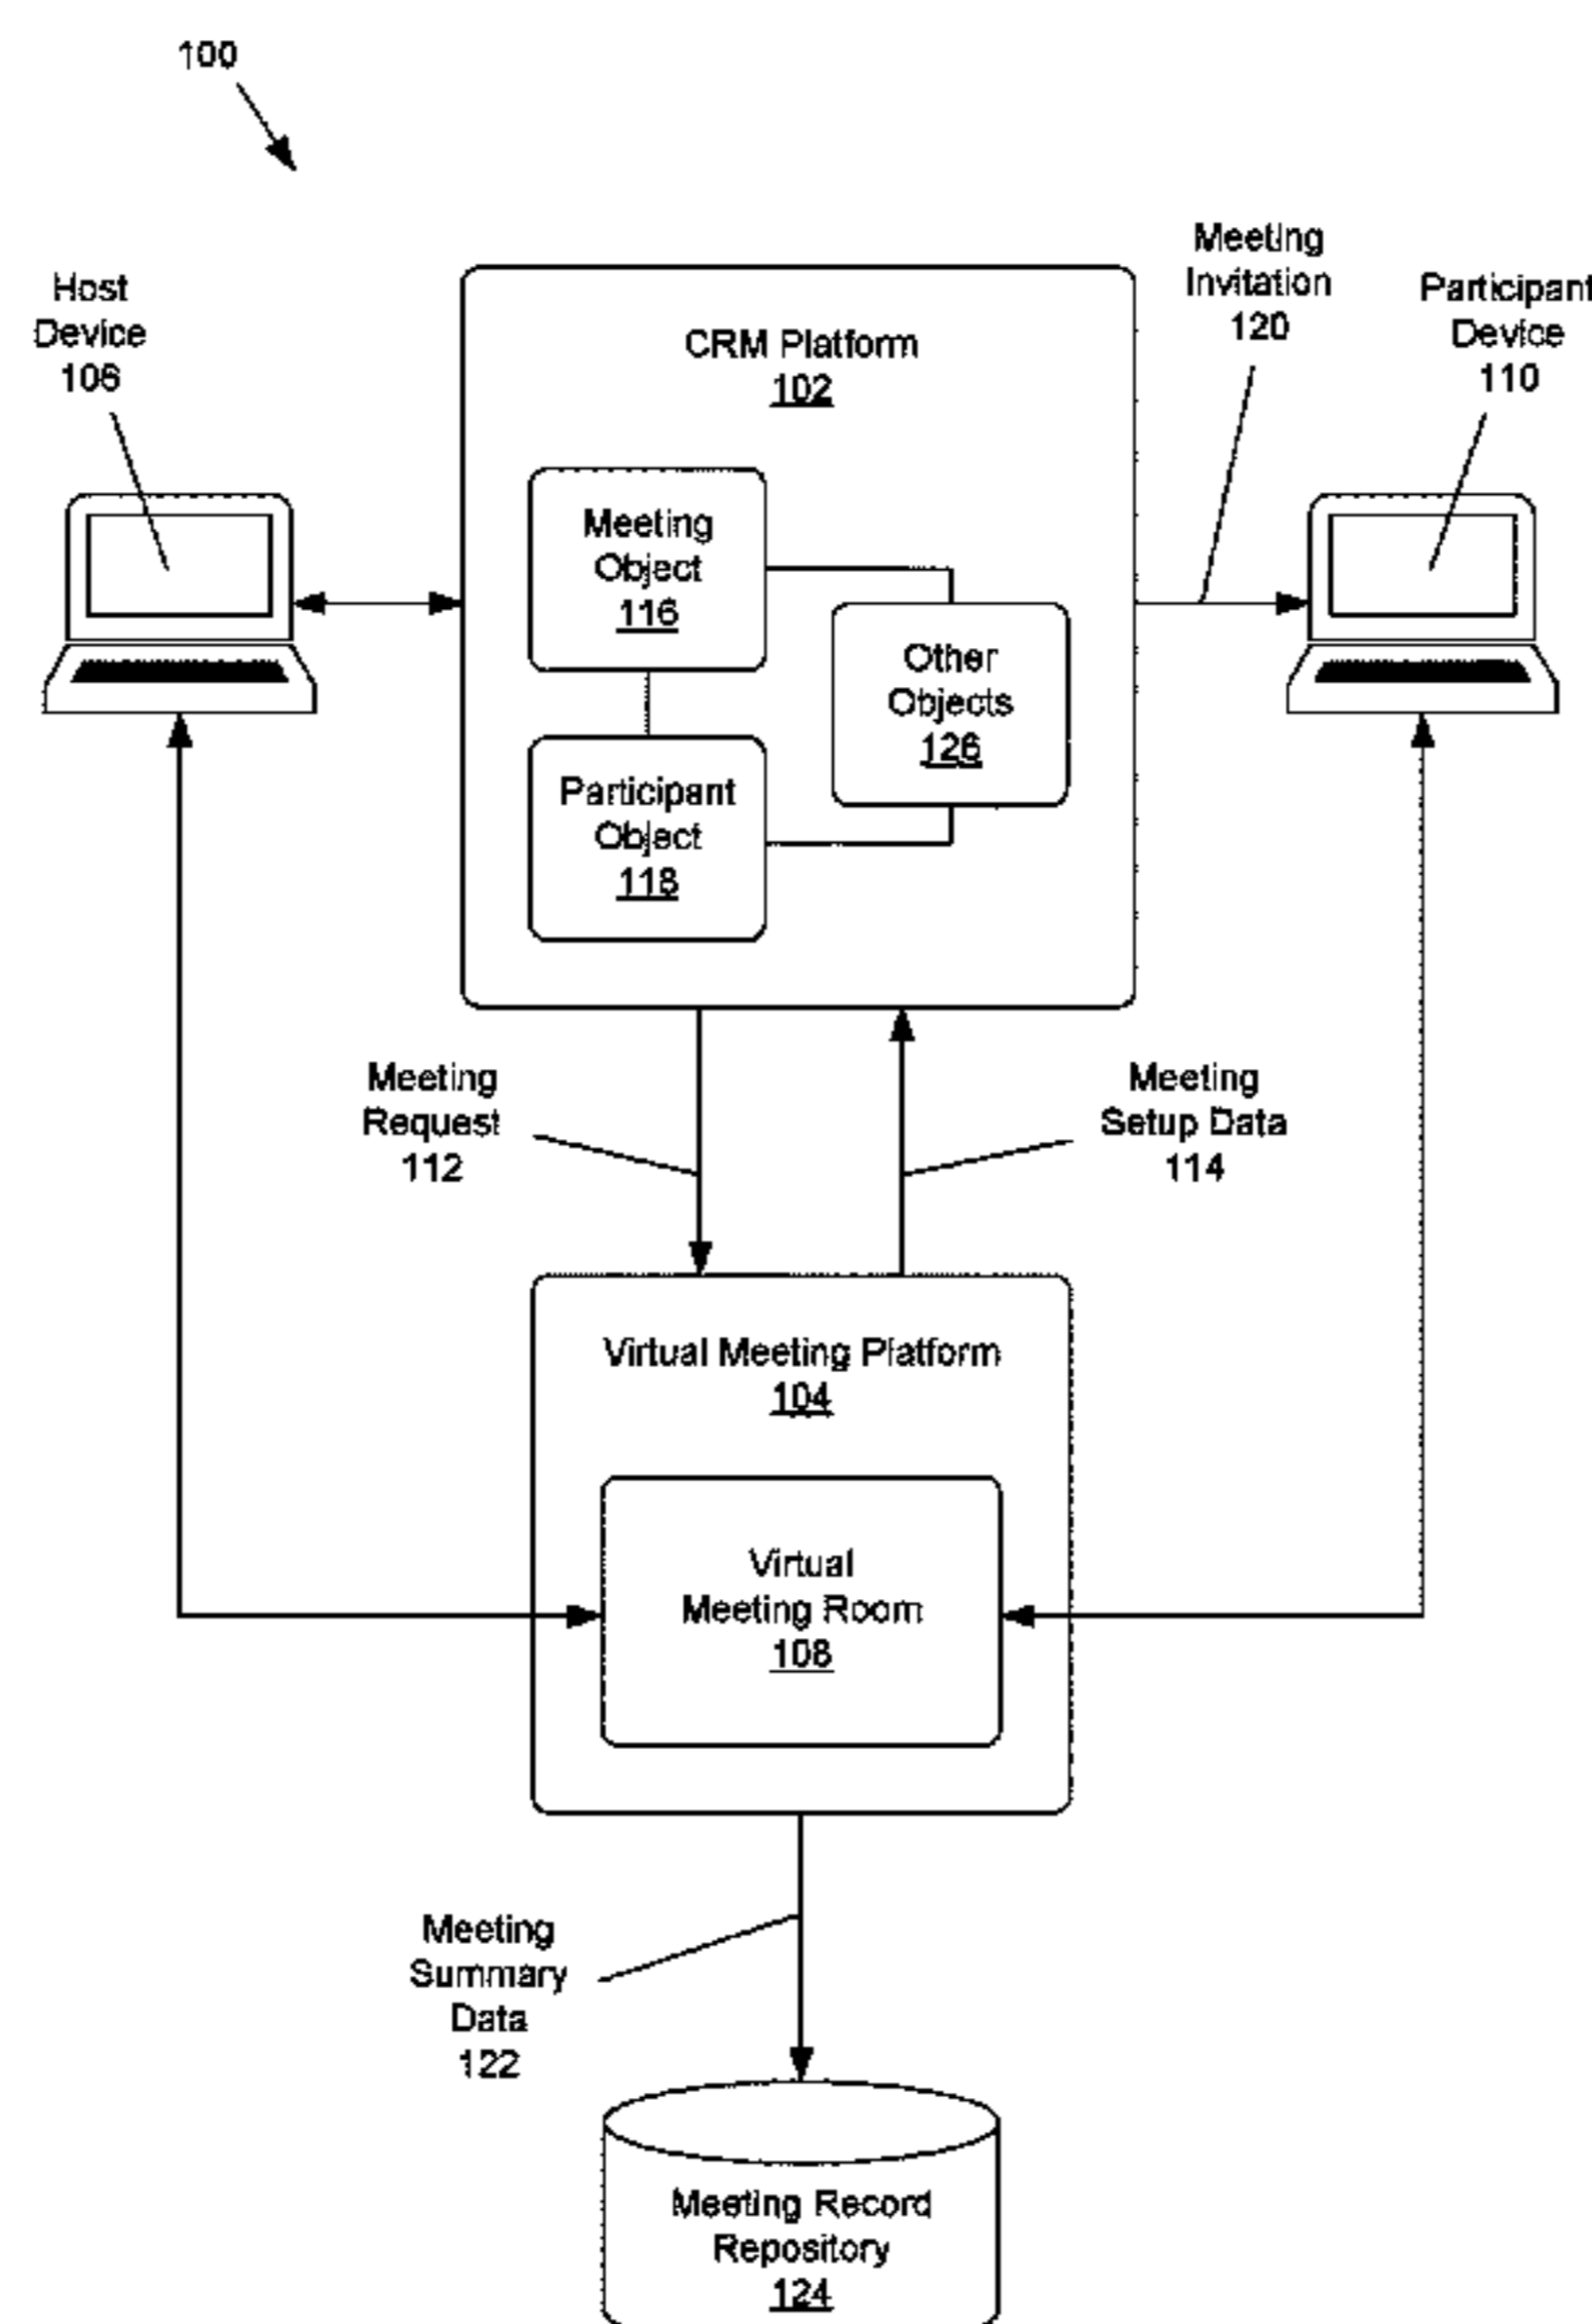 100
Host
Device
106
CRM Platform
102
Meeting
Invitation
120
Participant
Device
110
Meeting
Object
116
Other
Objects
126
Participant
Object
118
Meeting
Request
112
Meeting
Setup Data
114
Virtual Meeting Platform
104
Virtual
Meeting Room
108
Meeting
Summary
Data
122
Meeting Record
Repository
124